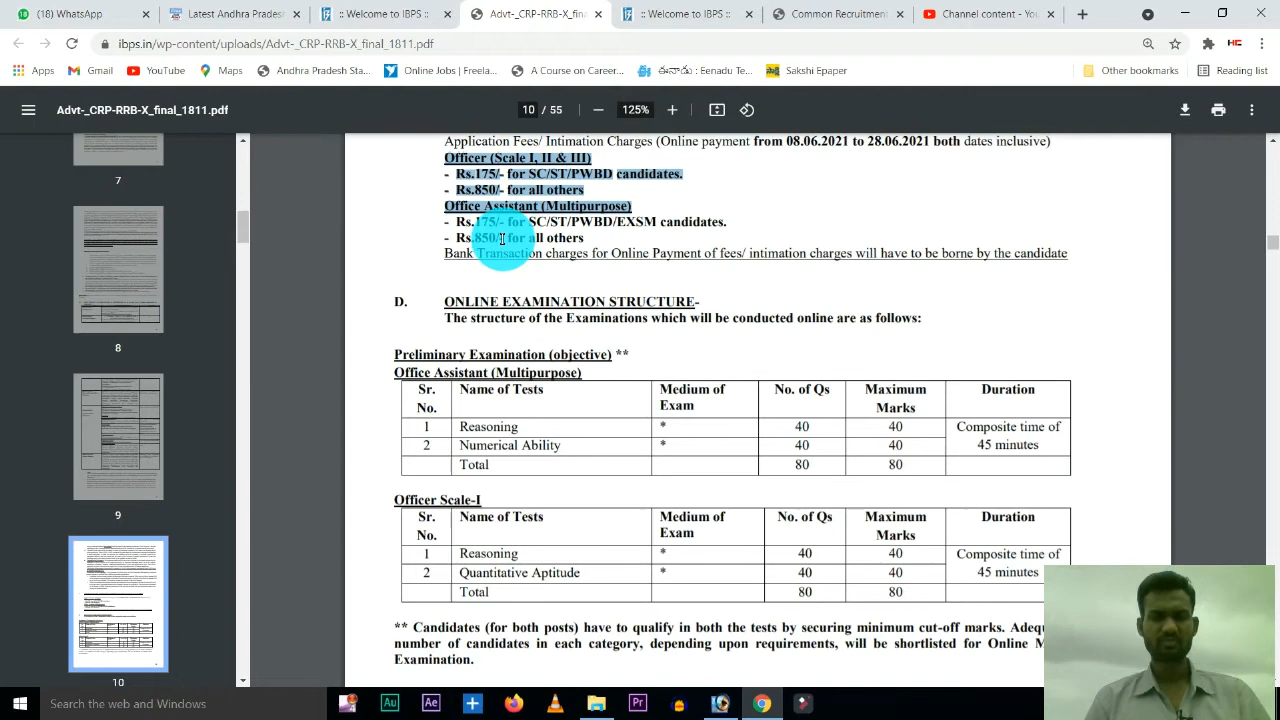 18 (18) WhatsApp
Latest Andhra Pradesh
:: Welcome to IBPS ::
Advt-_CRP-RRB-X_fin
:: Welcome to IBPS ::
Common Recruitment
Channel content - You
ibps.in/wp-content/uploads/Advt-_CRP-RRB-X_final_1811.pdf
HC
Apps
Gmail
YouTube
Maps
Andhra Pradesh Sta...
Online Jobs | Freela...
A Course on Career...
Eenadu Te...
Sakshi Epaper
Other bookmarks
Reading list
Advt-_CRP-RRB-X_final_1811.pdf
10 / 55
125%
7
8
9
10
Application Fees/ Intimation Charges (Online payment from 08.06.2021 to 28.06.2021 both dates inclusive)
Officer (Scale I, II & III)
- Rs.175/- for SC/ST/PWBD candidates.
- Rs.850/- for all others
Office Assistant (Multipurpose)
- Rs.175/- for SC/ST/PWBD/EXSM candidates.
- Rs.850/- for all others
Bank Transaction charges for Online Payment of fees/ intimation charges will have to be borne by the candidate
D. ONLINE EXAMINATION STRUCTURE-
The structure of the Examinations which will be conducted online are as follows:
Preliminary Examination (objective) **
Office Assistant (Multipurpose)
Sr. No. Name of Tests Medium of Exam No. of Qs Maximum Marks Duration
1 Reasoning * 40 40 Composite time of
2 Numerical Ability * 40 40 45 minutes
Total 80 80
Officer Scale-I
Sr. No. Name of Tests Medium of Exam No. of Qs Maximum Marks Duration
1 Reasoning * 40 40 Composite time of
2 Quantitative Aptitude * 40 40 45 minutes
Total 80 80
** Candidates (for both posts) have to qualify in both the tests by securing minimum cut-off marks. Adequ
number of candidates in each category, depending upon requirements, will be shortlisted for Online M
Examination.
Search the web and Windows
Au
Ae
Pr